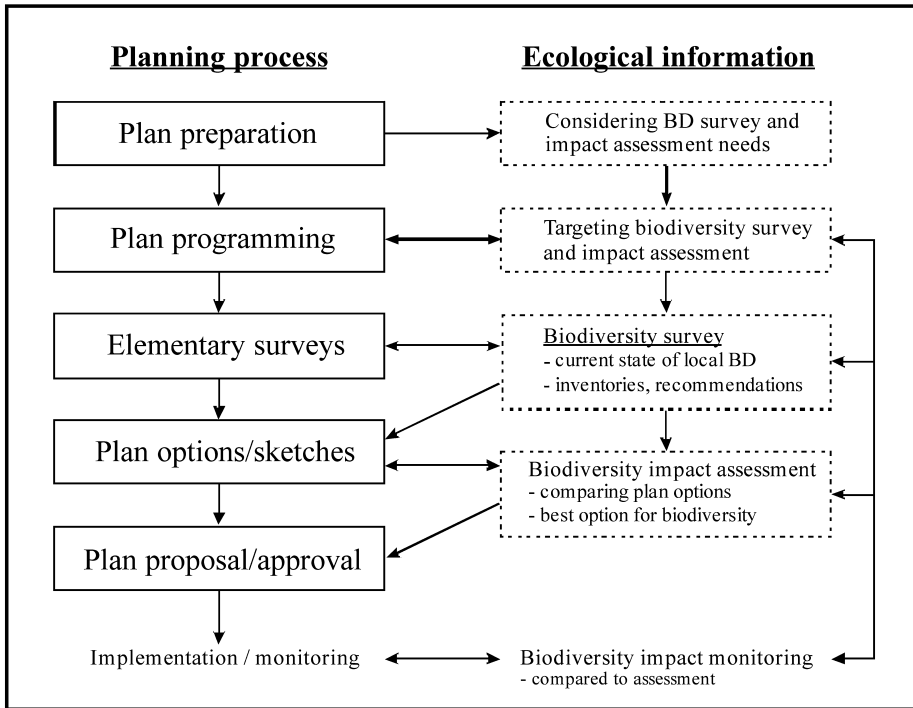 Planning process
Ecological information
Plan preparation
Considering BD survey and
impact assessment needs
Plan programming
Targeting biodiversity survey
and impact assessment
Elementary surveys
Biodiversity survey
- current state of local BD
- inventories, recommendations
Plan options/sketches
Biodiversity impact assessment
- comparing plan options
- best option for biodiversity
Plan proposal/approval
Implementation / monitoring
Biodiversity impact monitoring
- compared to assessment